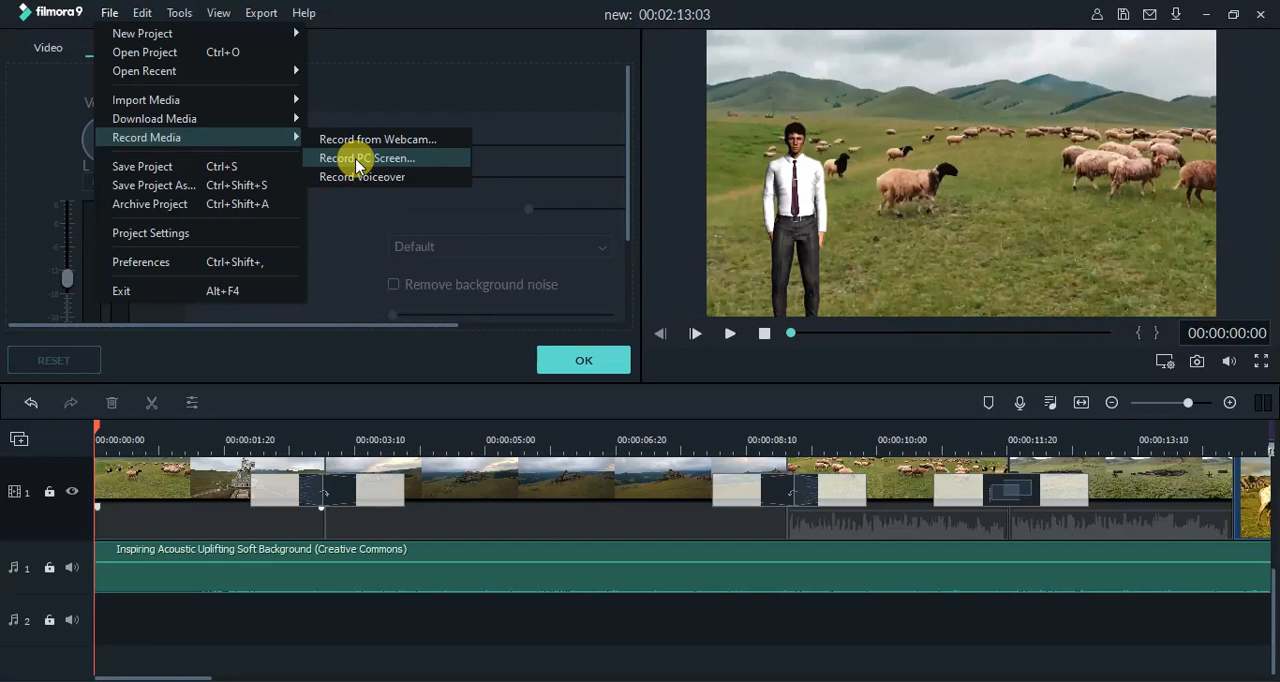 filmora9 File Edit Tools View Export Help new: 00:02:13:03
Video
New Project
Open Project Ctrl+O
Open Recent
Import Media
Download Media
Record Media
Save Project Ctrl+S
Save Project As... Ctrl+Shift+S
Archive Project Ctrl+Shift+A
Project Settings
Preferences Ctrl+Shift+,
Exit Alt+F4
Record from Webcam...
Record PC Screen...
Record Voiceover
L
Default
Remove background noise
RESET OK
00:00:00:00
00:00:00:00 00:00:01:20 00:00:03:10 00:00:05:00 00:00:06:20 00:00:08:10 00:00:10:00 00:00:11:20 00:00:13:10
1
Inspiring Acoustic Uplifting Soft Background (Creative Commons)
1
2